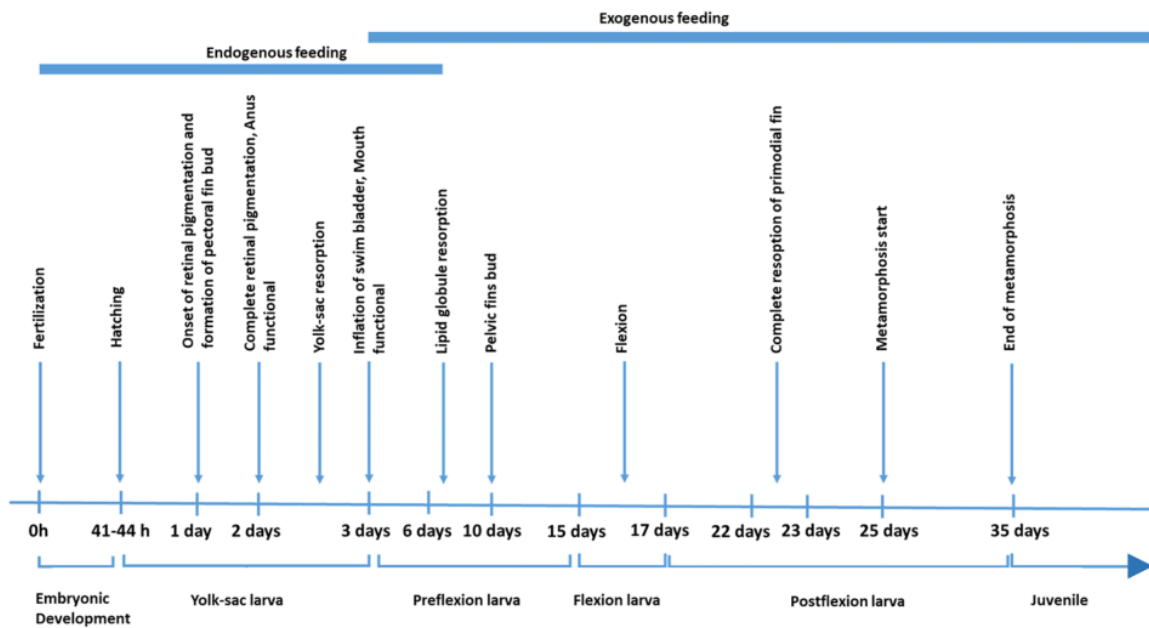 Exogenous feeding
Endogenous feeding
Fertilization
Hatching
Onset of retinal pigmentation and
formation of pectoral fin bud
Complete retinal pigmentation, Anus
functional
Yolk-sac resorption
Inflation of swim bladder, Mouth
functional
Lipid globule resorption
Pelvic fins bud
Flexion
Complete resoption of primodial fin
Metamorphosis start
End of metamorphosis
0h
41-44 h
1 day
2 days
3 days
6 days
10 days
15 days
17 days
22 days
23 days
25 days
35 days
Embryonic
Development
Yolk-sac larva
Preflexion larva
Flexion larva
Postflexion larva
Juvenile